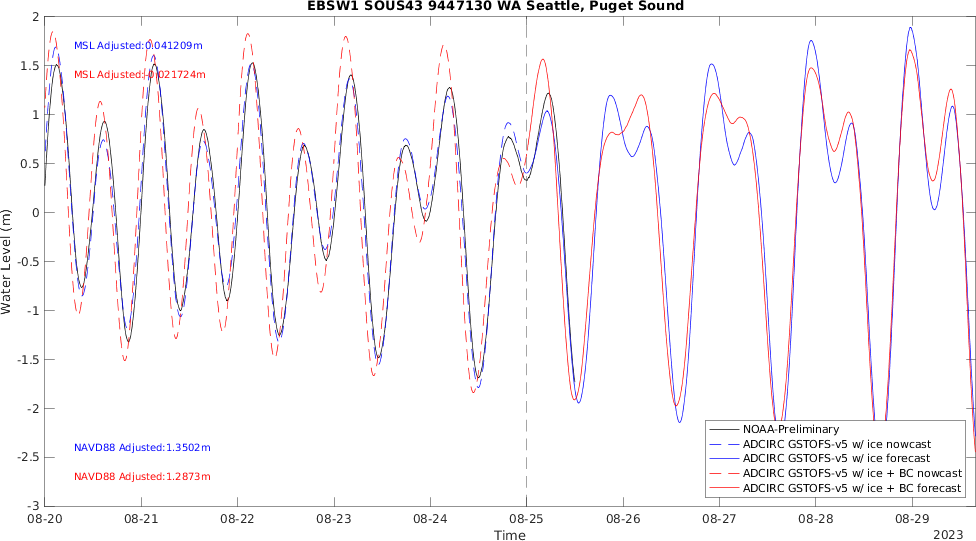 EBSW1 SOUS43 9447130 WA Seattle, Puget Sound
2
1.5
1
0.5
0
-0.5
-1
-1.5
-2
-2.5
-3
Water Level (m)
MSL Adjusted:0.041209m
MSL Adjusted:-0.021724m
NAVD88 Adjusted:1.3502m
NAVD88 Adjusted:1.2873m
NOAA-Preliminary
ADCIRC GSTOFS-v5 w/ ice nowcast
ADCIRC GSTOFS-v5 w/ ice forecast
ADCIRC GSTOFS-v5 w/ ice + BC nowcast
ADCIRC GSTOFS-v5 w/ ice + BC forecast
08-20 08-21 08-22 08-23 08-24 08-25 08-26 08-27 08-28 08-29
Time
2023